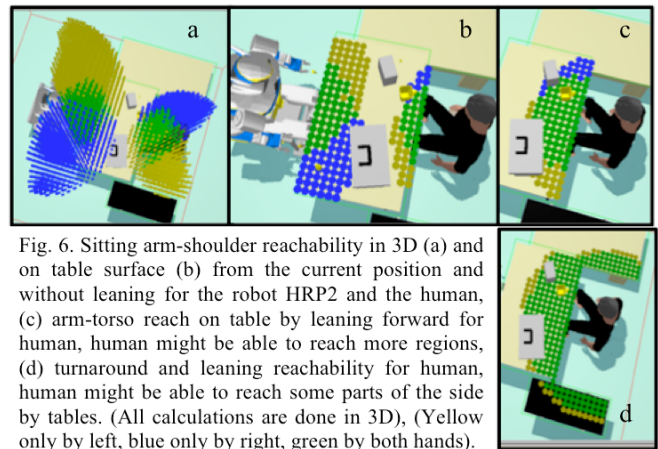 a
b
c
Fig. 6. Sitting arm-shoulder reachability in 3D (a) and
on table surface (b) from the current position and
without leaning for the robot HRP2 and the human,
(c) arm-torso reach on table by leaning forward for
human, human might be able to reach more regions,
(d) turnaround and leaning reachability for human,
human might be able to reach some parts of the side
by tables. (All calculations are done in 3D), (Yellow
only by left, blue only by right, green by both hands).
d